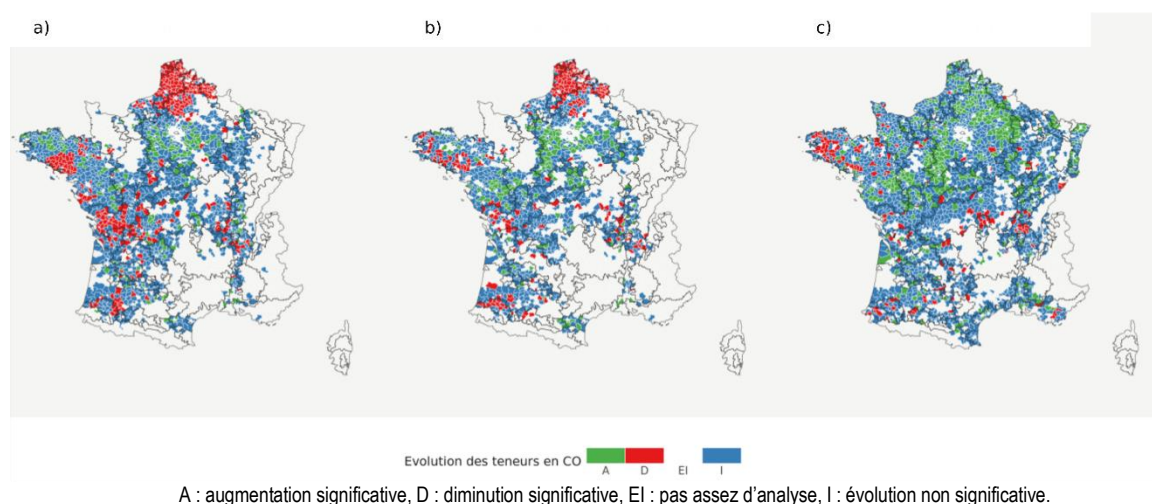 a) b) c)
Evolution des teneurs en CO
A D EI I
A : augmentation significative, D : diminution significative, EI : pas assez d'analyse, I : évolution non significative.